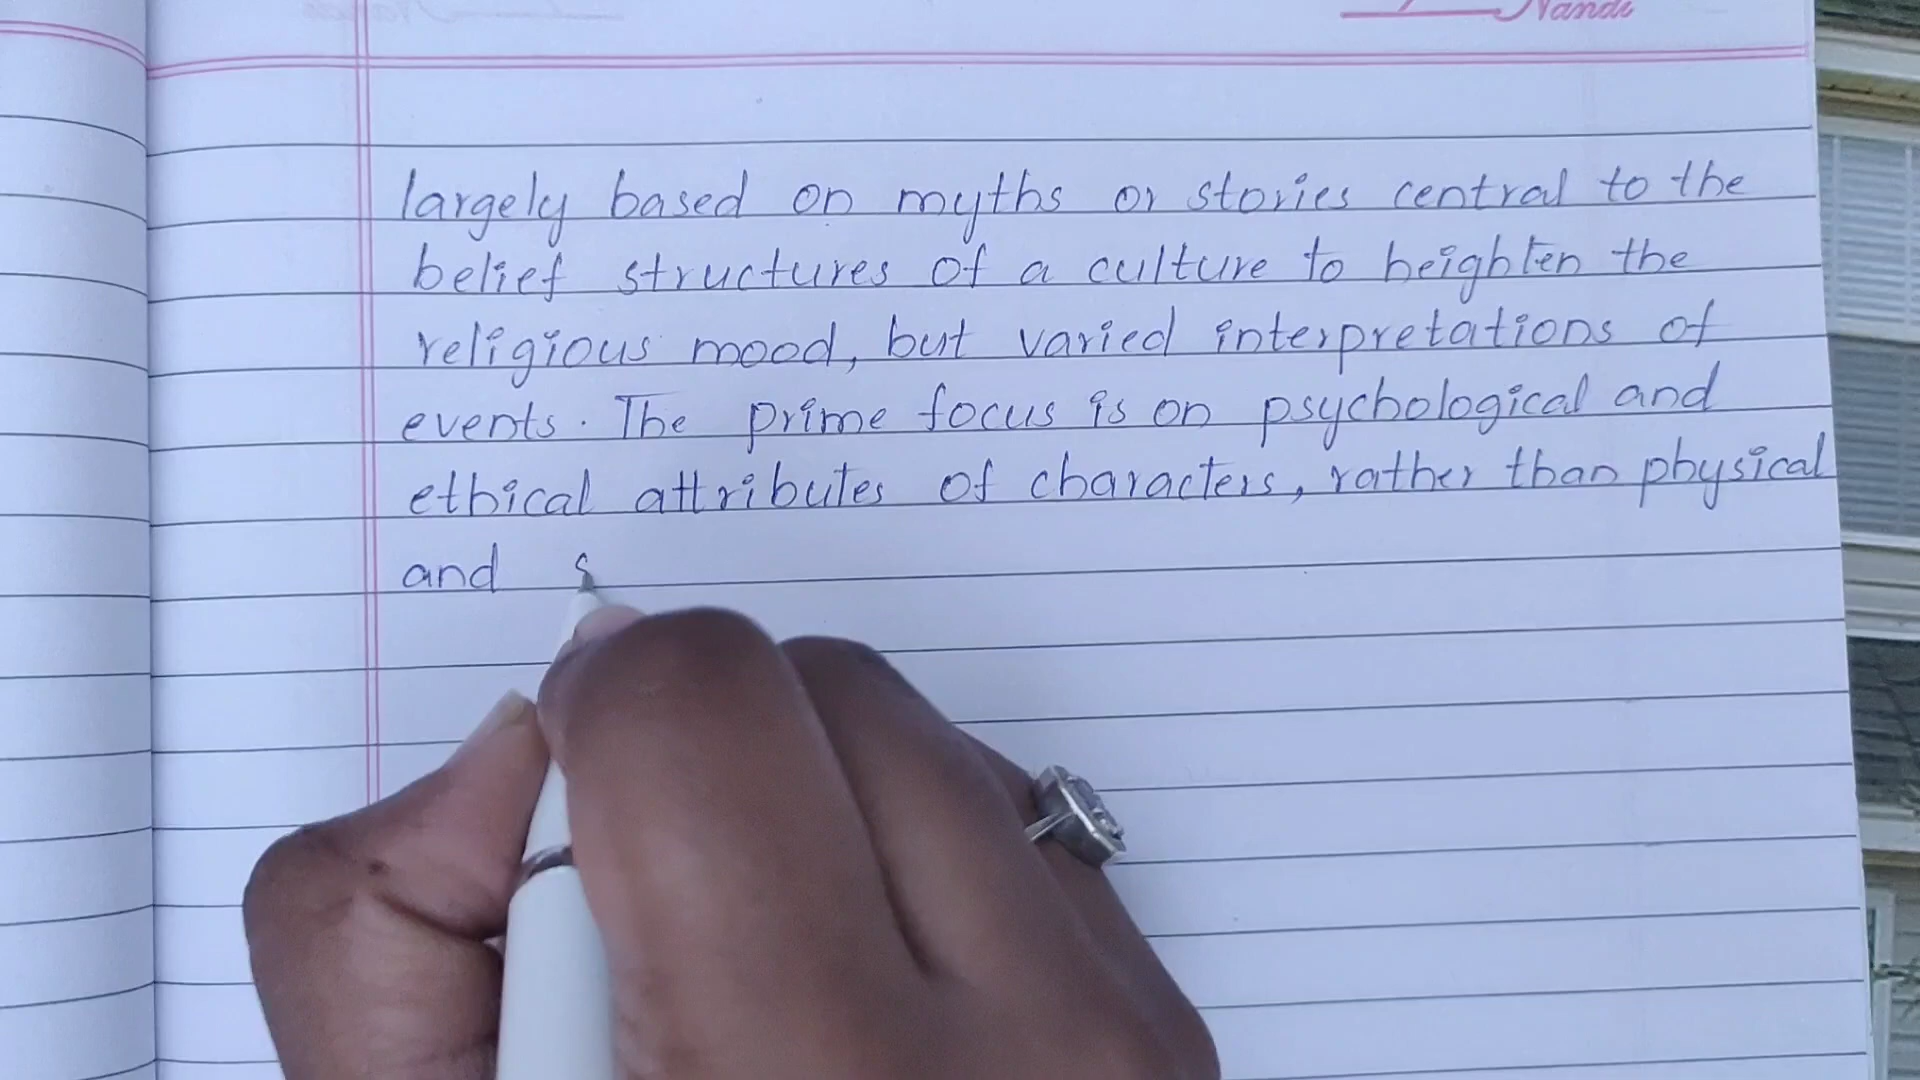 Nandi
largely based on myths or stories central to the
belief structures of a culture to heighten the
religious mood, but varied interpretations of
events. The prime focus is on psychological and
ethical attributes of characters, rather than physical
and s